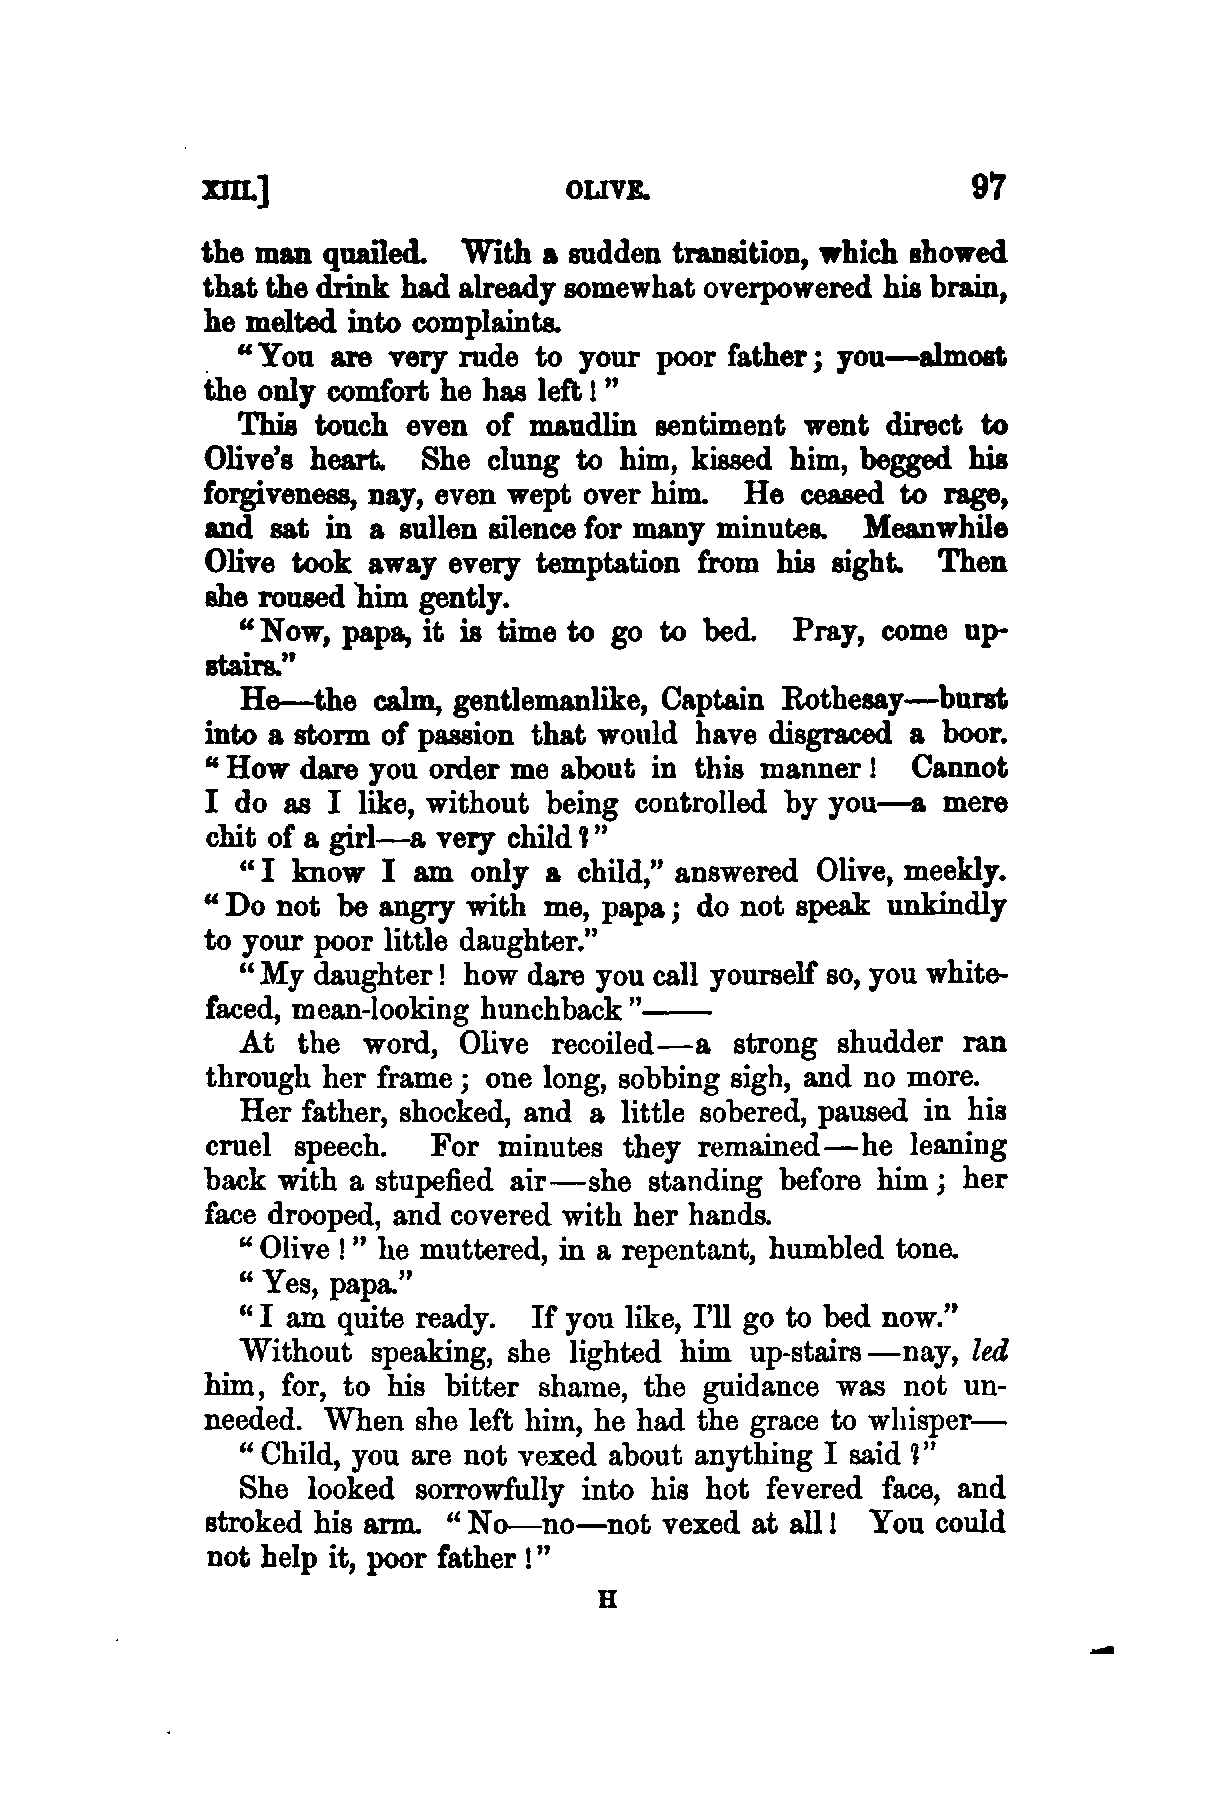 XIII.] OLIVE. 97
the man quailed. With a sudden transition, which showed
that the drink had already somewhat overpowered his brain,
he melted into complaints.
“You are very rude to your poor father; you—almost
the only comfort he has left!”
This touch even of maudlin sentiment went direct to
Olive’s heart. She clung to him, kissed him, begged his
forgiveness, nay, even wept over him. He ceased to rage,
and sat in a sullen silence for many minutes. Meanwhile
Olive took away every temptation from his sight. Then
she roused him gently.
“Now, papa, it is time to go to bed. Pray, come up-
stairs.”
He—the calm, gentlemanlike, Captain Rothesay—burst
into a storm of passion that would have disgraced a boor.
“How dare you order me about in this manner! Cannot
I do as I like, without being controlled by you—a mere
chit of a girl—a very child?”
“I know I am only a child,” answered Olive, meekly.
“Do not be angry with me, papa; do not speak unkindly
to your poor little daughter.”
“My daughter! how dare you call yourself so, you white-
faced, mean-looking hunchback”——
At the word, Olive recoiled—a strong shudder ran
through her frame; one long, sobbing sigh, and no more.
Her father, shocked, and a little sobered, paused in his
cruel speech. For minutes they remained—he leaning
back with a stupefied air—she standing before him; her
face drooped, and covered with her hands.
“Olive!” he muttered, in a repentant, humbled tone.
“Yes, papa.”
“I am quite ready. If you like, I’ll go to bed now.”
Without speaking, she lighted him up-stairs—nay, led
him, for, to his bitter shame, the guidance was not un-
needed. When she left him, he had the grace to whisper—
“Child, you are not vexed about anything I said?”
She looked sorrowfully into his hot fevered face, and
stroked his arm. “No—no—not vexed at all! You could
not help it, poor father!”
H